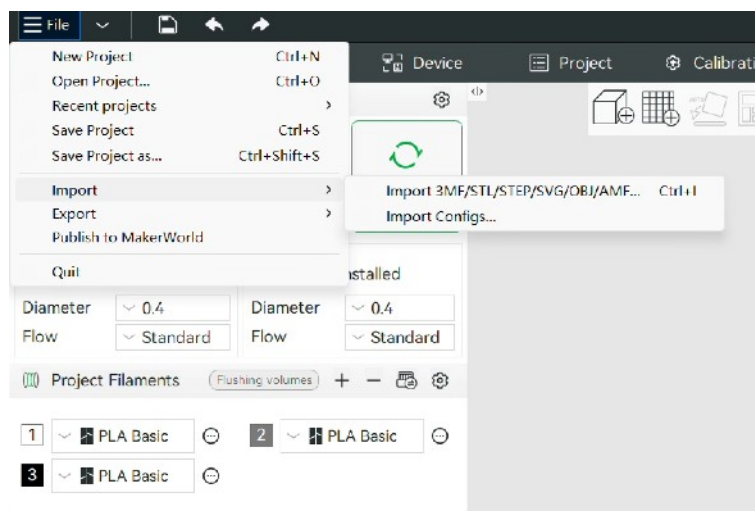 File
New Project Ctrl+N
Open Project... Ctrl+O
Recent projects
Save Project Ctrl+S
Save Project as... Ctrl+Shift+S
Import
Export
Publish to MakerWorld
Quit
Device Project Calibrati
Import 3MF/STL/STEP/SVG/OBJ/AMF... Ctrl+I
Import Configs...
nstalled
Diameter 0.4 Diameter 0.4
Flow Standard Flow Standard
Project Filaments Flushing volumes
1 PLA Basic 2 PLA Basic
3 PLA Basic